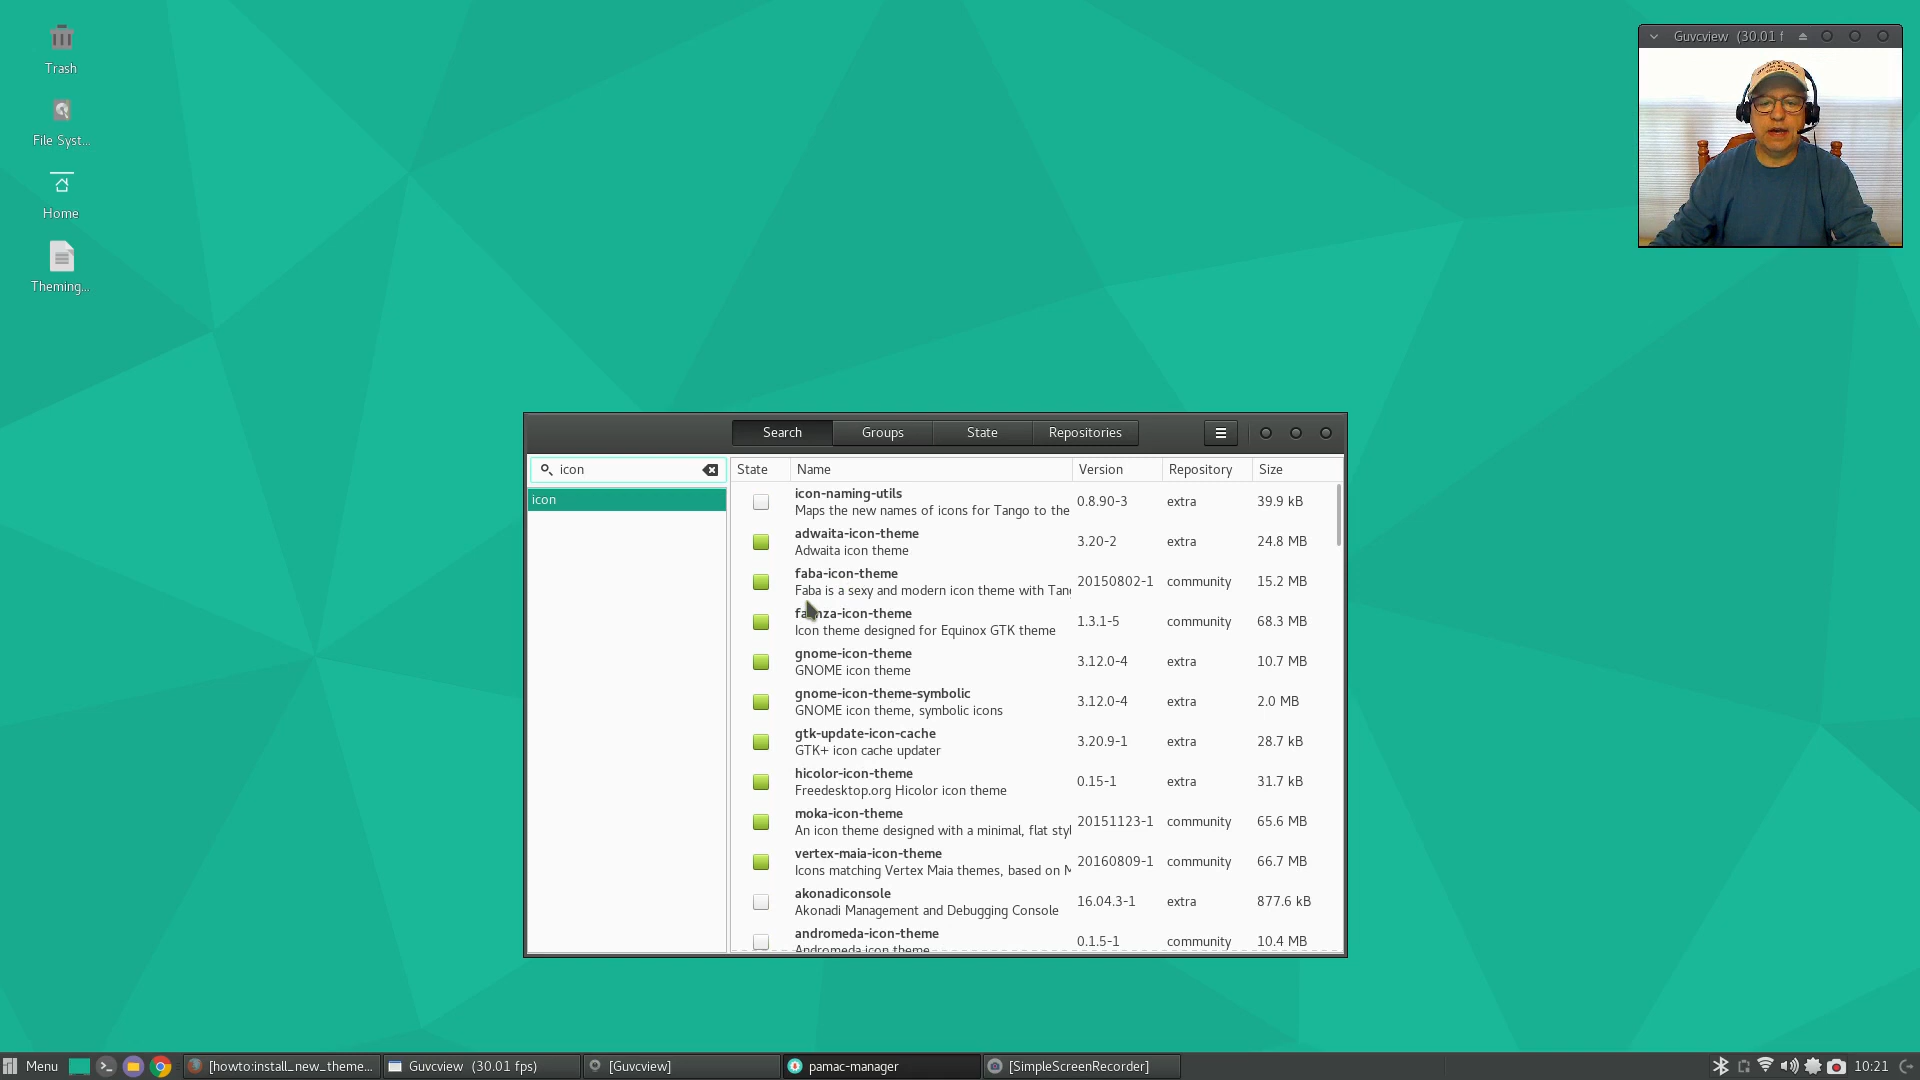 Trash
File Syst...
Home
Theming...
Guvcview (30.01 f
Search Groups State Repositories
icon
icon
State Name Version Repository Size
icon-naming-utils
Maps the new names of icons for Tango to the
0.8.90-3 extra 39.9 kB
adwaita-icon-theme
Adwaita icon theme
3.20-2 extra 24.8 MB
faba-icon-theme
Faba is a sexy and modern icon theme with Tang
20150802-1 community 15.2 MB
Icon theme designed for Equinox GTK theme
1.3.1-5 community 68.3 MB
gnome-icon-theme
GNOME icon theme
3.12.0-4 extra 10.7 MB
gnome-icon-theme-symbolic
GNOME icon theme, symbolic icons
3.12.0-4 extra 2.0 MB
gtk-update-icon-cache
GTK+ icon cache updater
3.20.9-1 extra 28.7 kB
hicolor-icon-theme
Freedesktop.org Hicolor icon theme
0.15-1 extra 31.7 kB
moka-icon-theme
An icon theme designed with a minimal, flat styl
20151123-1 community 65.6 MB
vertex-maia-icon-theme
Icons matching Vertex Maia themes, based on M
20160809-1 community 66.7 MB
akonadiconsole
Akonadi Management and Debugging Console
16.04.3-1 extra 877.6 kB
andromeda-icon-theme
Andromeda icon theme
0.1.5-1 community 10.4 MB
Menu [howto:install_new_theme... Guvcview (30.01 fps) [Guvcview] pamac-manager [SimpleScreenRecorder] 10:21